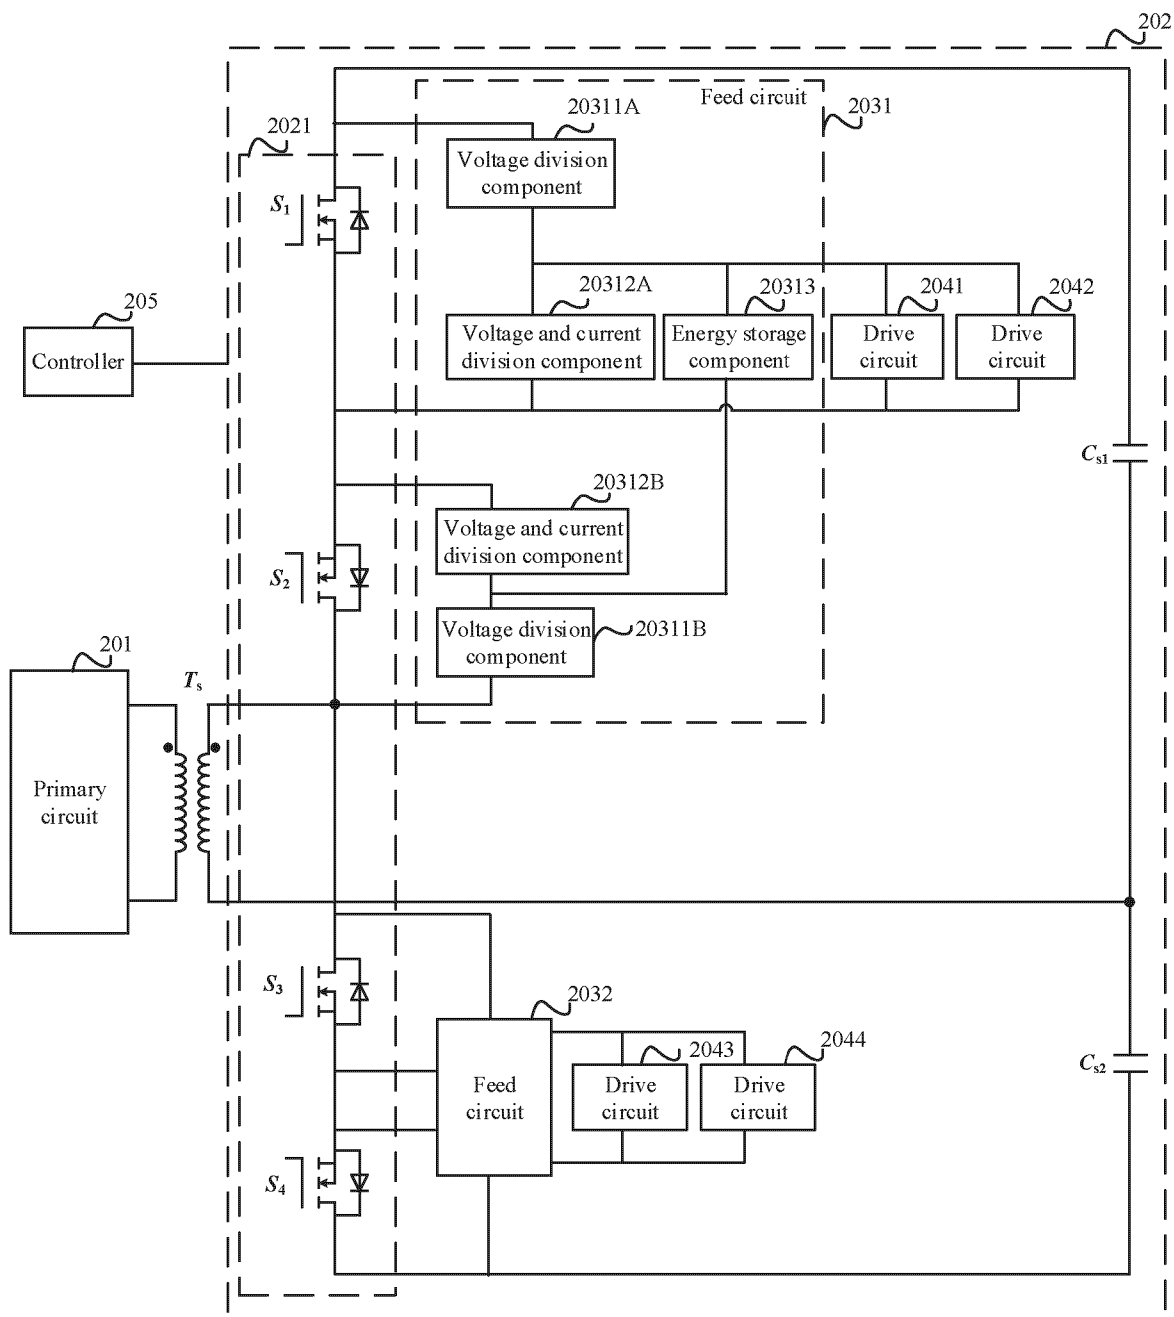 202
Feed circuit
2031
20311A
2021
Voltage division
component
S1
20312A
20313
2041
2042
205
Controller
Voltage and current
division component
Energy storage
component
Drive
circuit
Drive
circuit
Cs1
20312B
Voltage and current
division component
S2
Voltage division
component
20311B
201
Ts
Primary
circuit
S3
2032
2043
2044
Cs2
Feed
circuit
Drive
circuit
Drive
circuit
S4